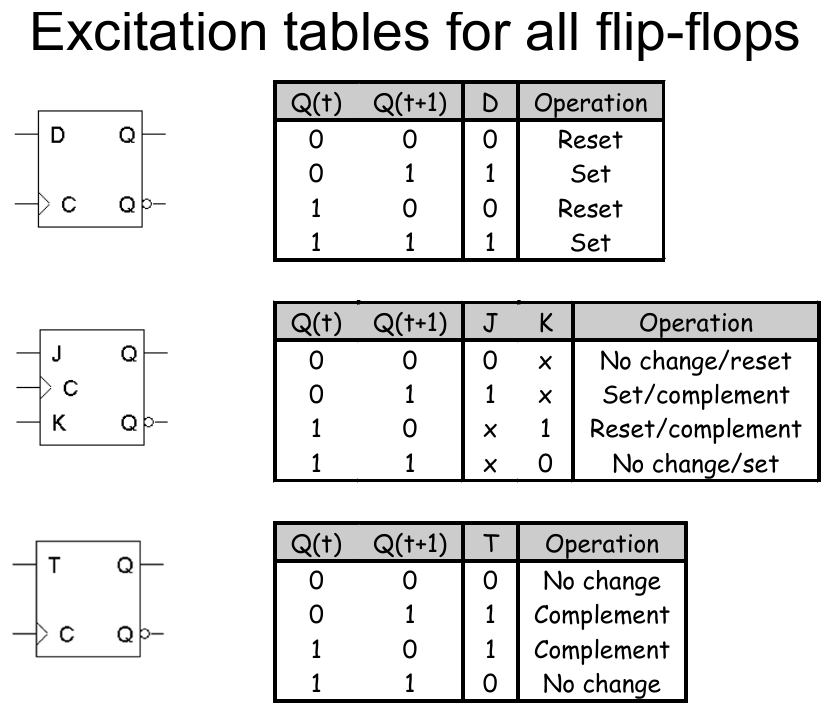 Excitation tables for all flip-flops
D Q
C Q
Q(t) Q(t+1) D Operation
0 0 0 Reset
0 1 1 Set
1 0 0 Reset
1 1 1 Set
J Q
C
K Q
Q(t) Q(t+1) J K Operation
0 0 0 x No change/reset
0 1 1 x Set/complement
1 0 x 1 Reset/complement
1 1 x 0 No change/set
T Q
C Q
Q(t) Q(t+1) T Operation
0 0 0 No change
0 1 1 Complement
1 0 1 Complement
1 1 0 No change